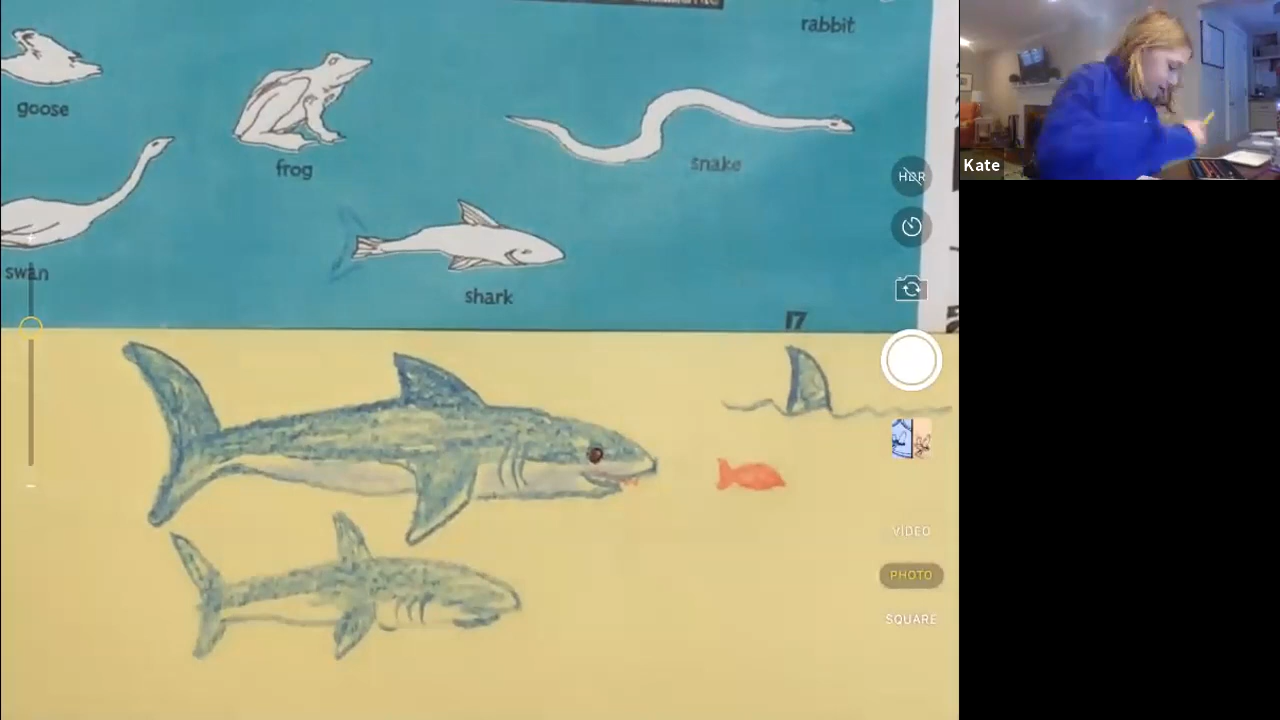 rabbit
goose
frog
snake
swan
shark
17
HDR
VIDEO
PHOTO
SQUARE
Kate